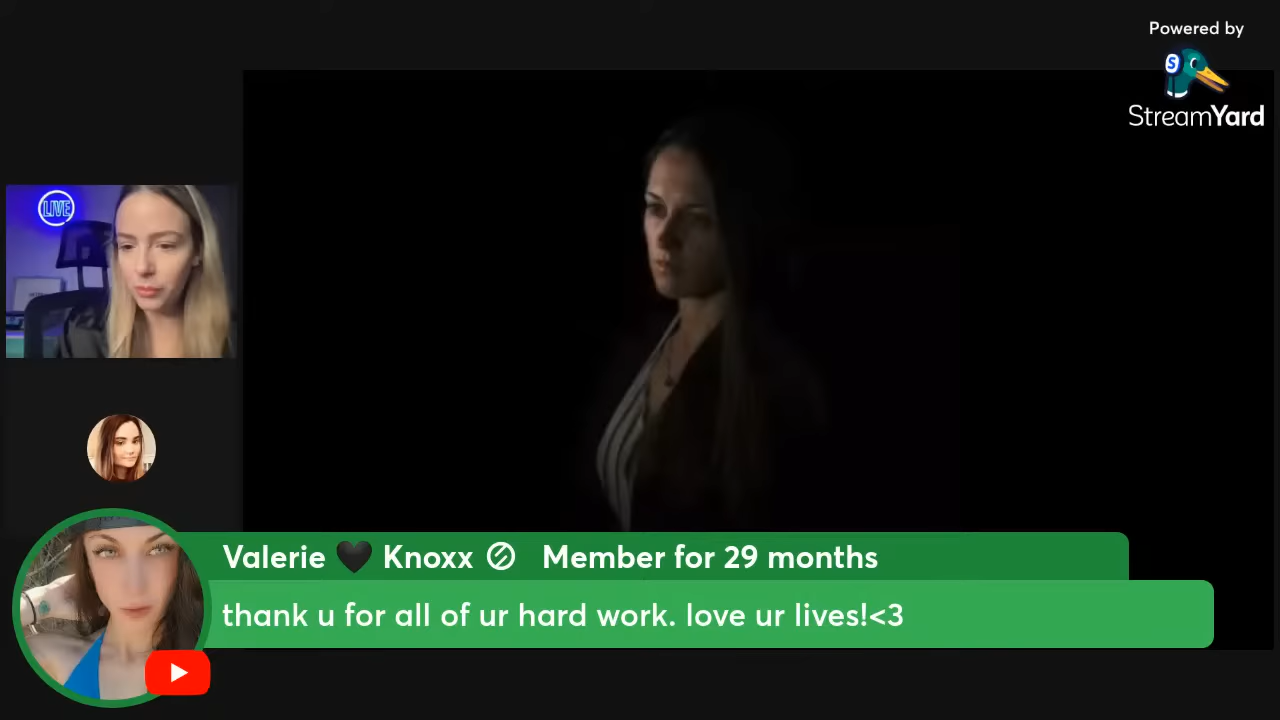 Powered by
StreamYard
LIVE
Valerie 🖤 Knoxx Member for 29 months
thank u for all of ur hard work. love ur lives!<3